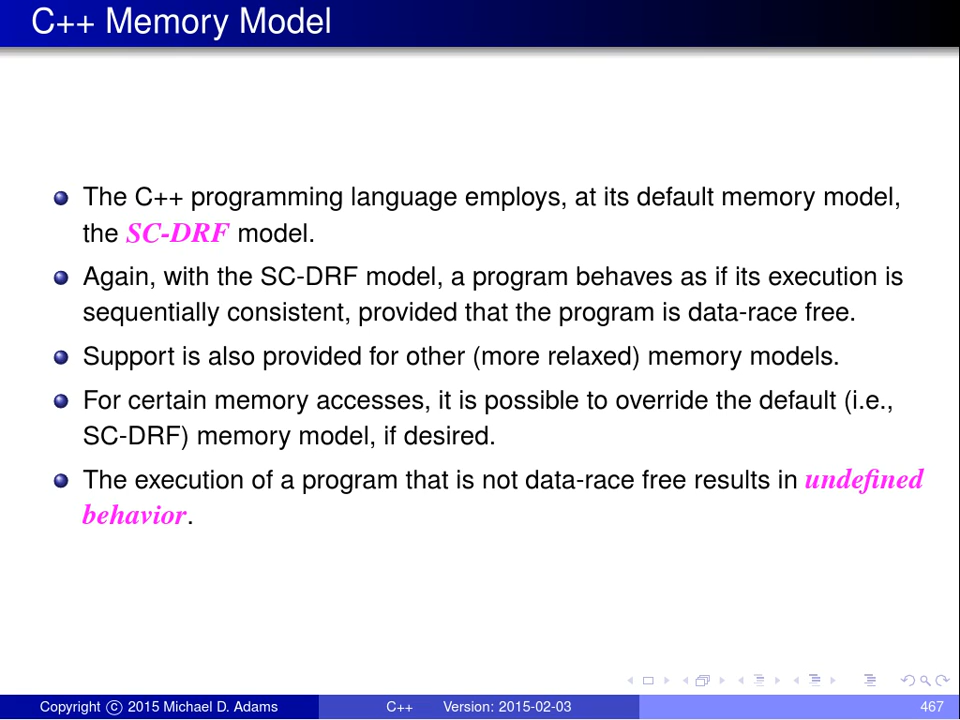 C++ Memory Model
The C++ programming language employs, at its default memory model,
the SC-DRF model.
Again, with the SC-DRF model, a program behaves as if its execution is
sequentially consistent, provided that the program is data-race free.
Support is also provided for other (more relaxed) memory models.
For certain memory accesses, it is possible to override the default (i.e.,
SC-DRF) memory model, if desired.
The execution of a program that is not data-race free results in undefined
behavior.
Copyright © 2015 Michael D. Adams C++ Version: 2015-02-03 467